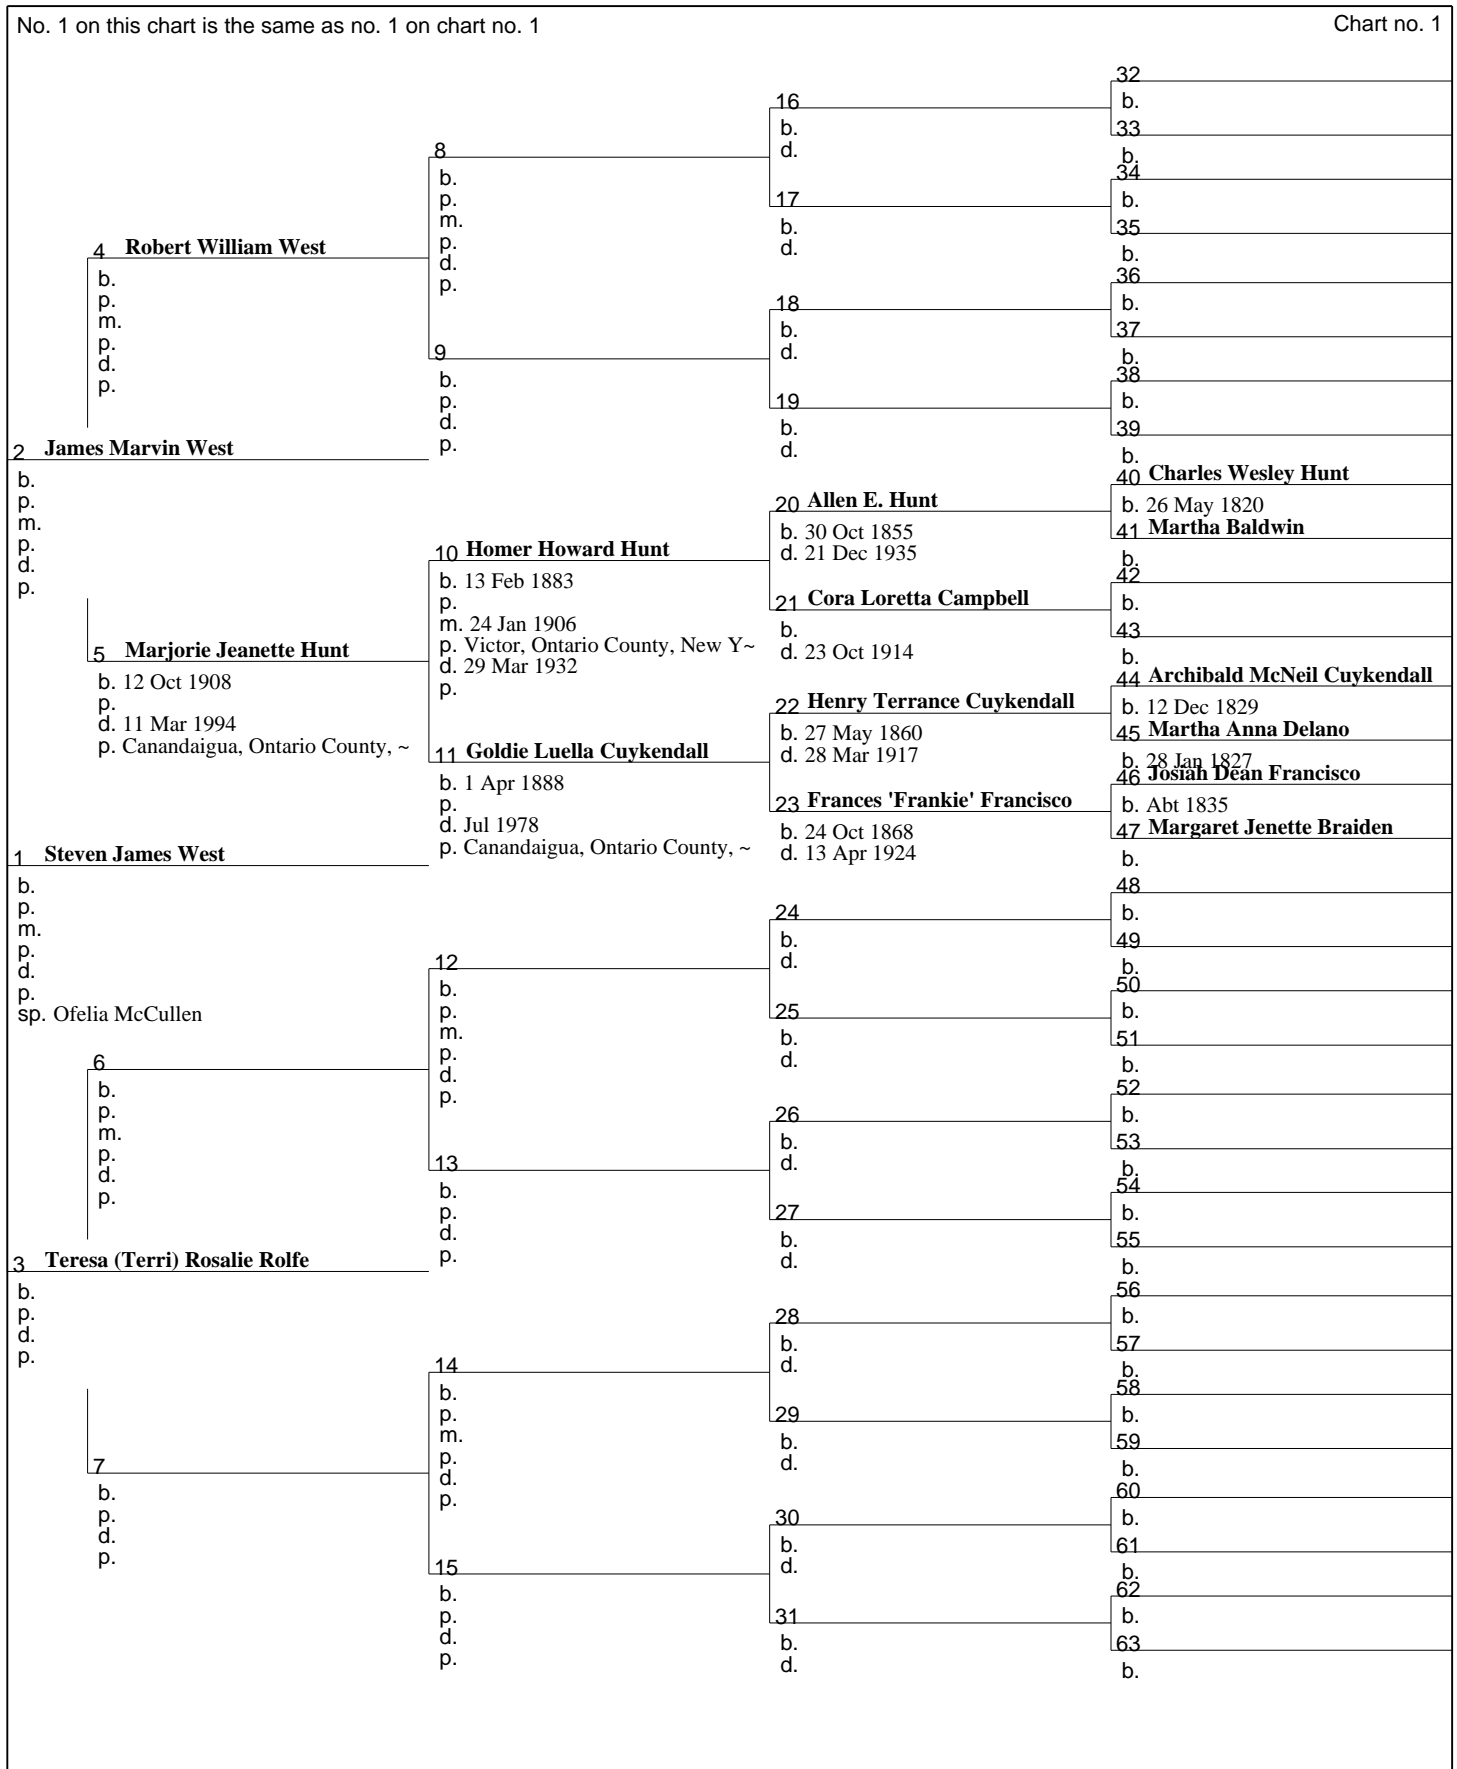 No. 1 on this chart is the same as no. 1 on chart no. 1
Chart no. 1
2 James Marvin West
b.
p.
m.
p.
d.
p.
1 Steven James West
b.
p.
m.
p.
d.
p.
sp. Ofelia McCullen
3 Teresa (Terri) Rosalie Rolfe
b.
p.
d.
p.
4 Robert William West
b.
p.
m.
p.
d.
p.
5 Marjorie Jeanette Hunt
b. 12 Oct 1908
p.
d. 11 Mar 1994
p. Canandaigua, Ontario County, ~
6
b.
p.
m.
p.
d.
p.
7
b.
p.
d.
p.
8
b.
p.
m.
p.
d.
p.
9
b.
p.
d.
p.
10 Homer Howard Hunt
b. 13 Feb 1883
p.
m. 24 Jan 1906
p. Victor, Ontario County, New Y~
d. 29 Mar 1932
p.
11 Goldie Luella Cuykendall
b. 1 Apr 1888
p.
d. Jul 1978
p. Canandaigua, Ontario County, ~
12
b.
p.
m.
p.
d.
p.
13
b.
p.
d.
p.
14
b.
p.
m.
p.
d.
p.
15
b.
p.
d.
p.
16
b.
d.
17
b.
d.
18
b.
d.
19
b.
d.
20 Allen E. Hunt
b. 30 Oct 1855
d. 21 Dec 1935
21 Cora Loretta Campbell
b.
d. 23 Oct 1914
22 Henry Terrance Cuykendall
b. 27 May 1860
d. 28 Mar 1917
23 Frances 'Frankie' Francisco
b. 24 Oct 1868
d. 13 Apr 1924
24
b.
d.
25
b.
d.
26
b.
d.
27
b.
d.
28
b.
d.
29
b.
d.
30
b.
d.
31
b.
d.
32
b.
33
b.
34
b.
35
b.
36
b.
37
b.
38
b.
39
b.
40 Charles Wesley Hunt
b. 26 May 1820
41 Martha Baldwin
b.
42
b.
43
b.
44 Archibald McNeil Cuykendall
b. 12 Dec 1829
45 Martha Anna Delano
b. 28 Jan 1827
46 Josiah Dean Francisco
b. Abt 1835
47 Margaret Jenette Braiden
b.
48
b.
49
b.
50
b.
51
b.
52
b.
53
b.
54
b.
55
b.
56
b.
57
b.
58
b.
59
b.
60
b.
61
b.
62
b.
63
b.